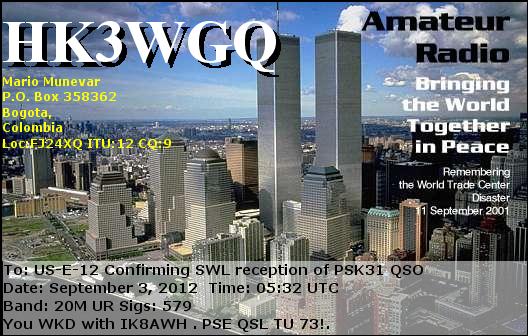 HK3WGQ
Mario Munevar
P.O. Box 358362
Bogota,
Colombia
Loc:FJ24XQ ITU:12 CQ:9
Amateur
Radio
Bringing
the World
Together
in Peace
Remembering
the World Trade Center
Disaster
11 September 2001
To: US-E-12 Confirming SWL reception of PSK31 QSO
Date: September 3, 2012 Time: 05:32 UTC
Band: 20M UR Sigs: 579
You WKD with IK8AWH . PSE QSL TU 73!.